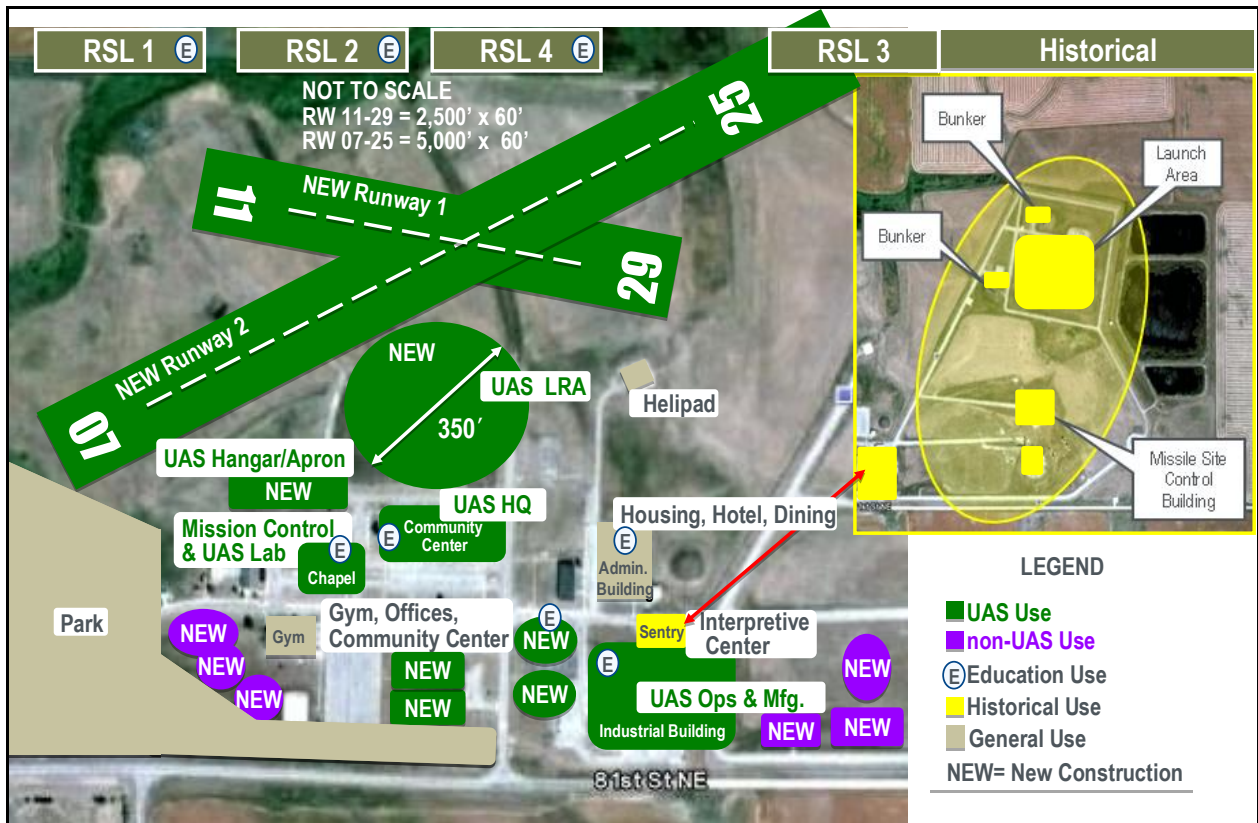 RSL 1 E
RSL 2 E
RSL 4 E
RSL 3
Historical
NOT TO SCALE
RW 11-29 = 2,500’ x 60’
RW 07-25 = 5,000’ x 60’
25
11
NEW Runway 1
29
NEW Runway 2
07
Bunker
Launch
Area
Bunker
Missile Site
Control
Building
NEW
UAS LRA
350′
Helipad
UAS Hangar/Apron
NEW
UAS HQ
Community
Center
E
Mission Control
& UAS Lab
E
Chapel
Housing, Hotel, Dining
E
Admin.
Building
Park
NEW
NEW
NEW
Gym
Gym, Offices,
Community Center
NEW
NEW
E
NEW
NEW
Sentry
Interpretive
Center
E
UAS Ops & Mfg.
Industrial Building
NEW
NEW
NEW
81st St NE
LEGEND
UAS Use
non-UAS Use
E Education Use
Historical Use
General Use
NEW= New Construction